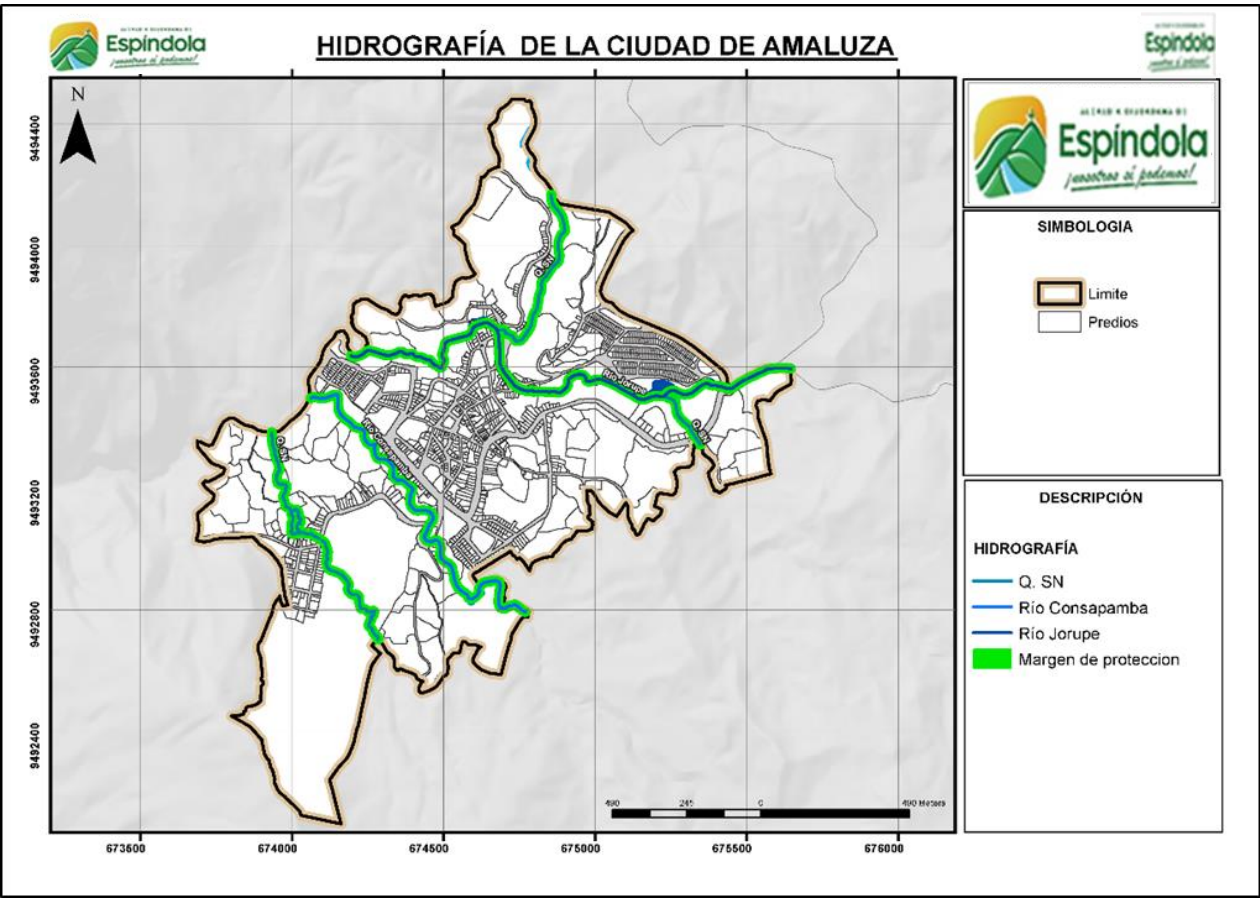 Espíndola
¡nosotros sí podemos!
HIDROGRAFÍA DE LA CIUDAD DE AMALUZA
Espíndola
N
9494400
9494000
9493600
9493200
9492800
9492400
Q. SN
Río Jorupe
Río Consapamba
Q. SN
Q. SN
490 245 0 490 Meters
673500 674000 674500 675000 675500 676000
Espíndola
¡nosotros sí podemos!
SIMBOLOGIA
Limite
Predios
DESCRIPCIÓN
HIDROGRAFÍA
Q. SN
Río Consapamba
Río Jorupe
Margen de proteccion